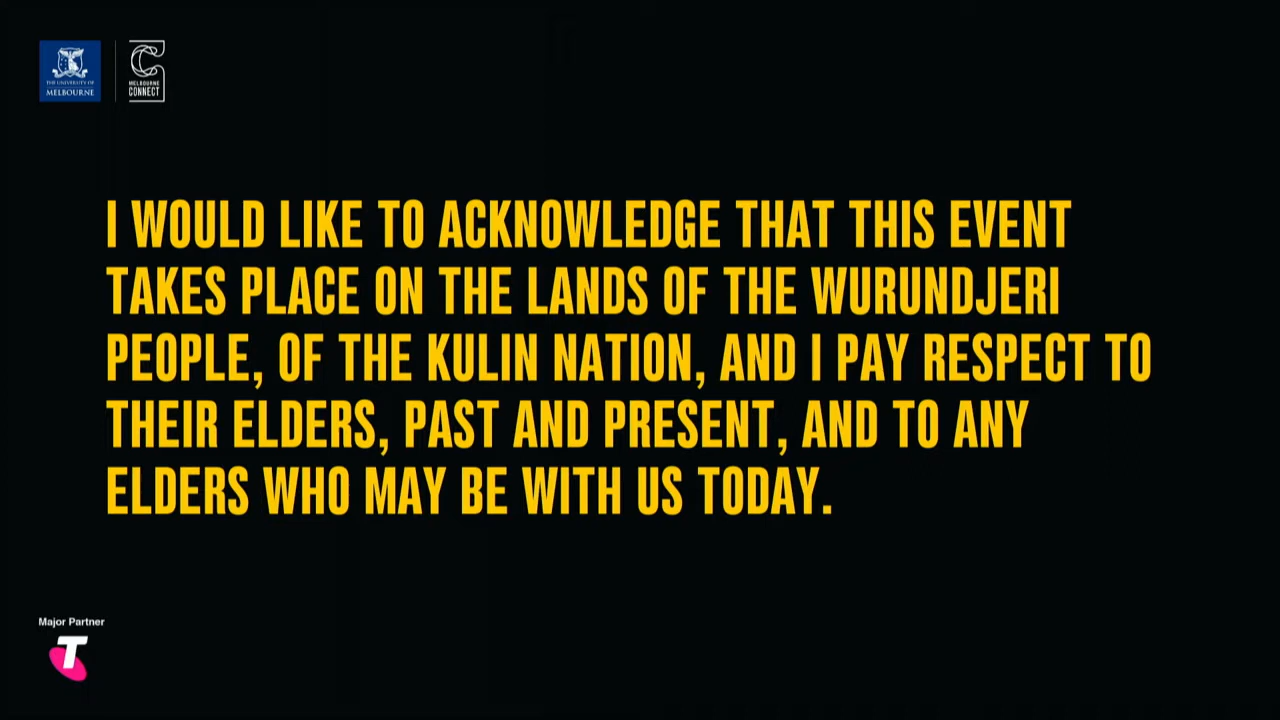 THE UNIVERSITY OF
MELBOURNE
MELBOURNE
CONNECT
I WOULD LIKE TO ACKNOWLEDGE THAT THIS EVENT
TAKES PLACE ON THE LANDS OF THE WURUNDJERI
PEOPLE, OF THE KULIN NATION, AND I PAY RESPECT TO
THEIR ELDERS, PAST AND PRESENT, AND TO ANY
ELDERS WHO MAY BE WITH US TODAY.
Major Partner
T